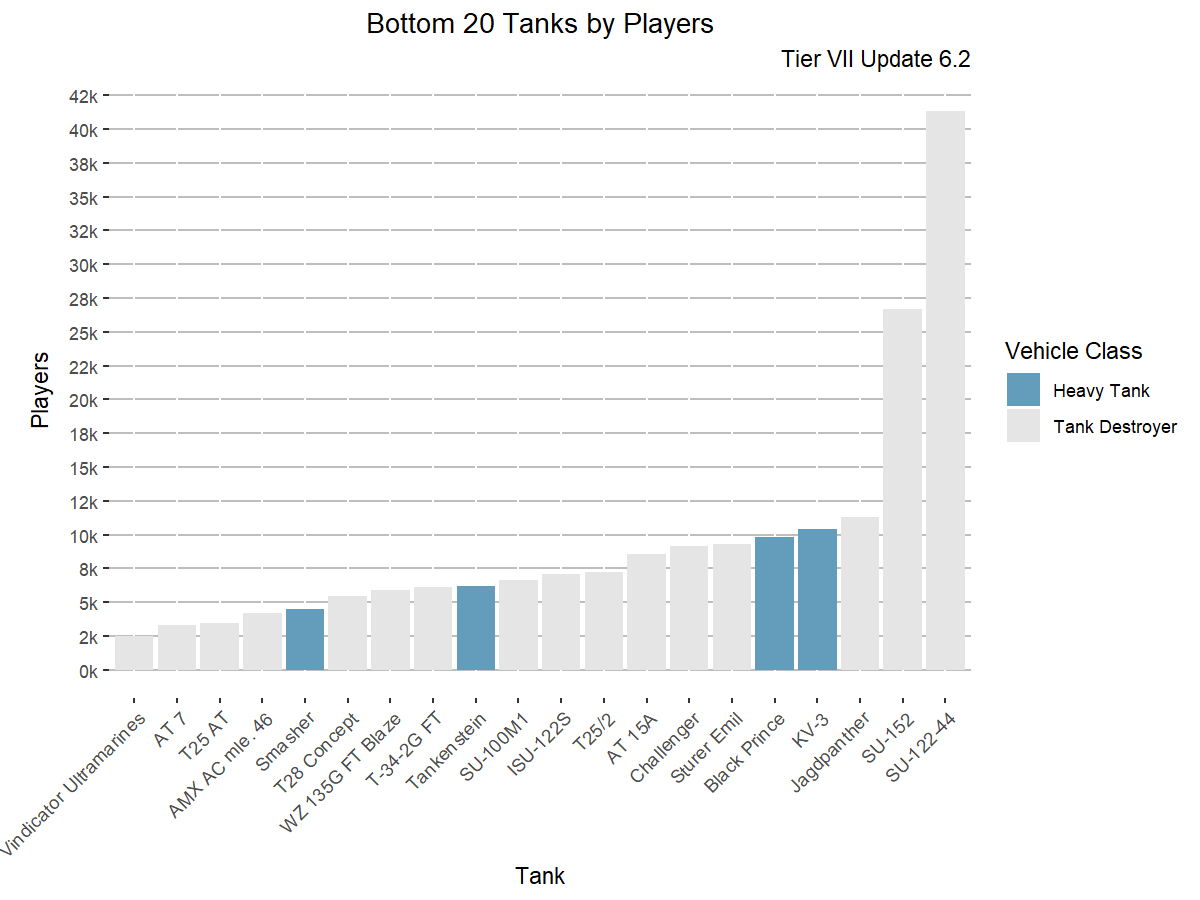 Bottom 20 Tanks by Players
Tier VII Update 6.2
42k
40k
38k
35k
32k
30k
28k
25k
22k
20k
18k
15k
12k
10k
8k
5k
2k
0k
Players
Vindicator Ultramarines
AT 7
T25 AT
AMX AC mle. 46
Smasher
T28 Concept
WZ 135G FT Blaze
T-34-2G FT
Tankenstein
SU-100M1
ISU-122S
T25/2
AT 15A
Challenger
Sturer Emil
Black Prince
KV-3
Jagdpanther
SU-152
SU-122-44
Tank
Vehicle Class
Heavy Tank
Tank Destroyer